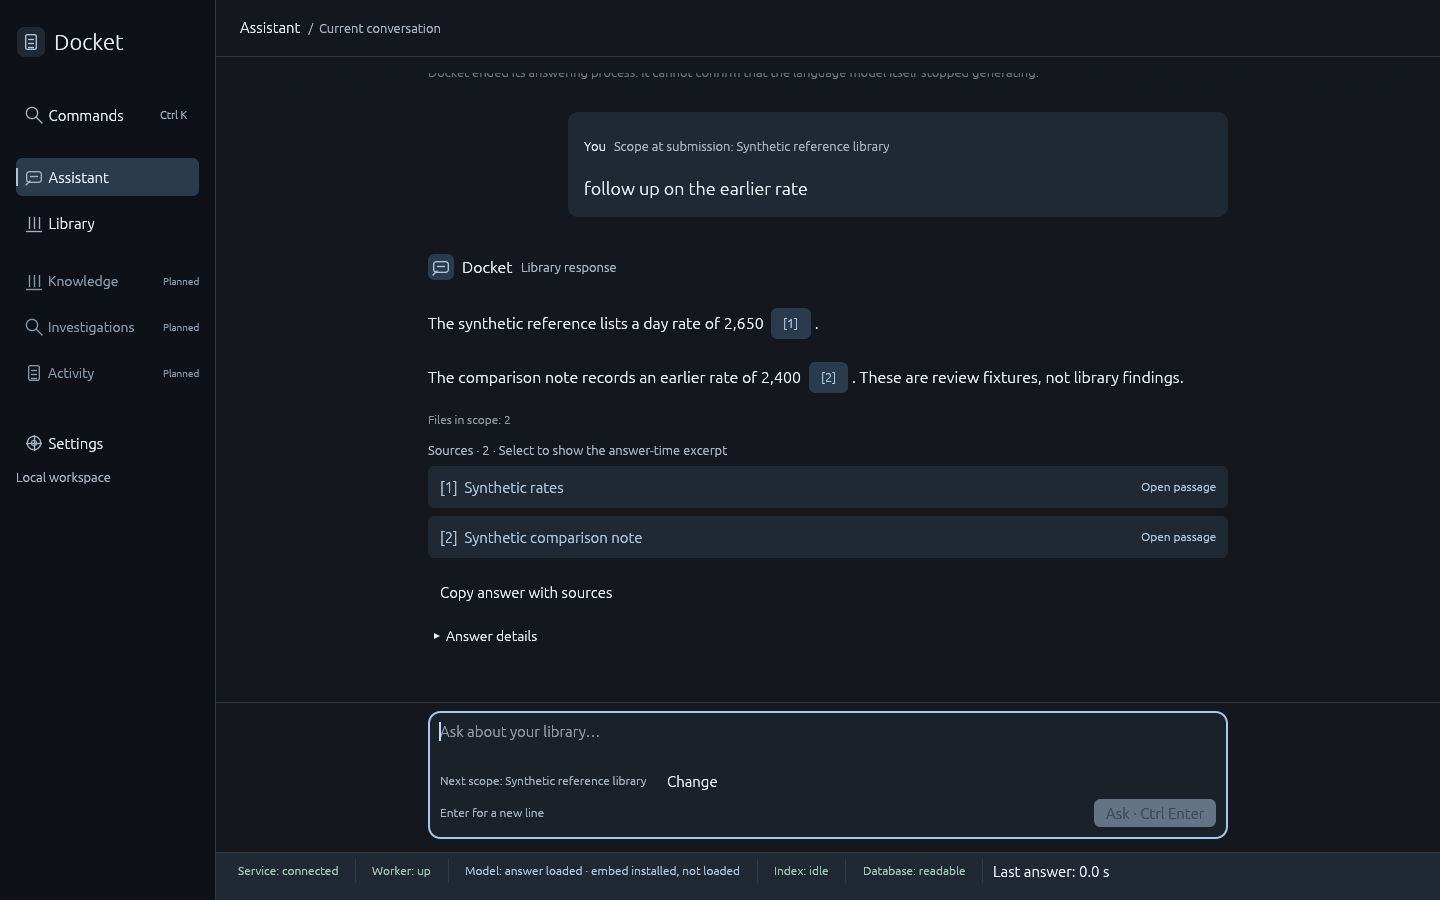 Docket
Commands Ctrl K
Assistant
Library
Knowledge Planned
Investigations Planned
Activity Planned
Settings
Local workspace
Assistant / Current conversation
Docket ended its answering process. It cannot confirm that the language model itself stopped generating.
You Scope at submission: Synthetic reference library
follow up on the earlier rate
Docket Library response
The synthetic reference lists a day rate of 2,650 [1] .
The comparison note records an earlier rate of 2,400 [2] . These are review fixtures, not library findings.
Files in scope: 2
Sources · 2 · Select to show the answer-time excerpt
[1] Synthetic rates Open passage
[2] Synthetic comparison note Open passage
Copy answer with sources
▸ Answer details
Ask about your library…
Next scope: Synthetic reference library Change
Enter for a new line Ask · Ctrl Enter
Service: connected Worker: up Model: answer loaded · embed installed, not loaded Index: idle Database: readable Last answer: 0.0 s